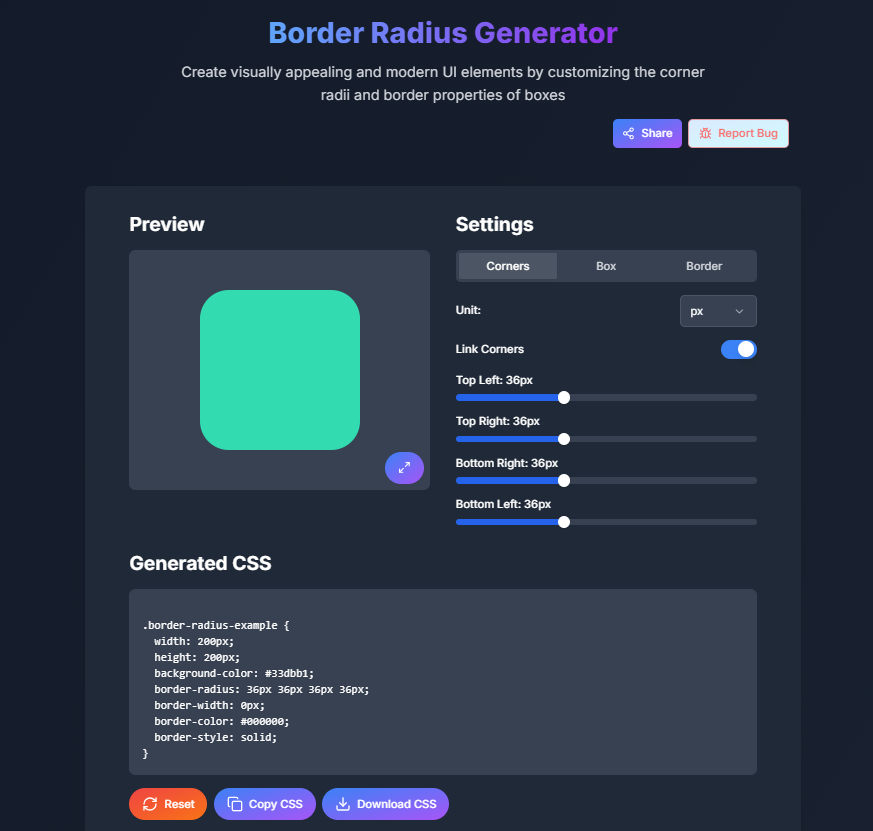 Border Radius Generator
Create visually appealing and modern UI elements by customizing the corner
radii and border properties of boxes
Share
Report Bug
Preview
Settings
Corners
Box
Border
Unit:
px
Link Corners
Top Left: 36px
Top Right: 36px
Bottom Right: 36px
Bottom Left: 36px
Generated CSS
.border-radius-example {
  width: 200px;
  height: 200px;
  background-color: #33dbb1;
  border-radius: 36px 36px 36px 36px;
  border-width: 0px;
  border-color: #000000;
  border-style: solid;
}
Reset
Copy CSS
Download CSS